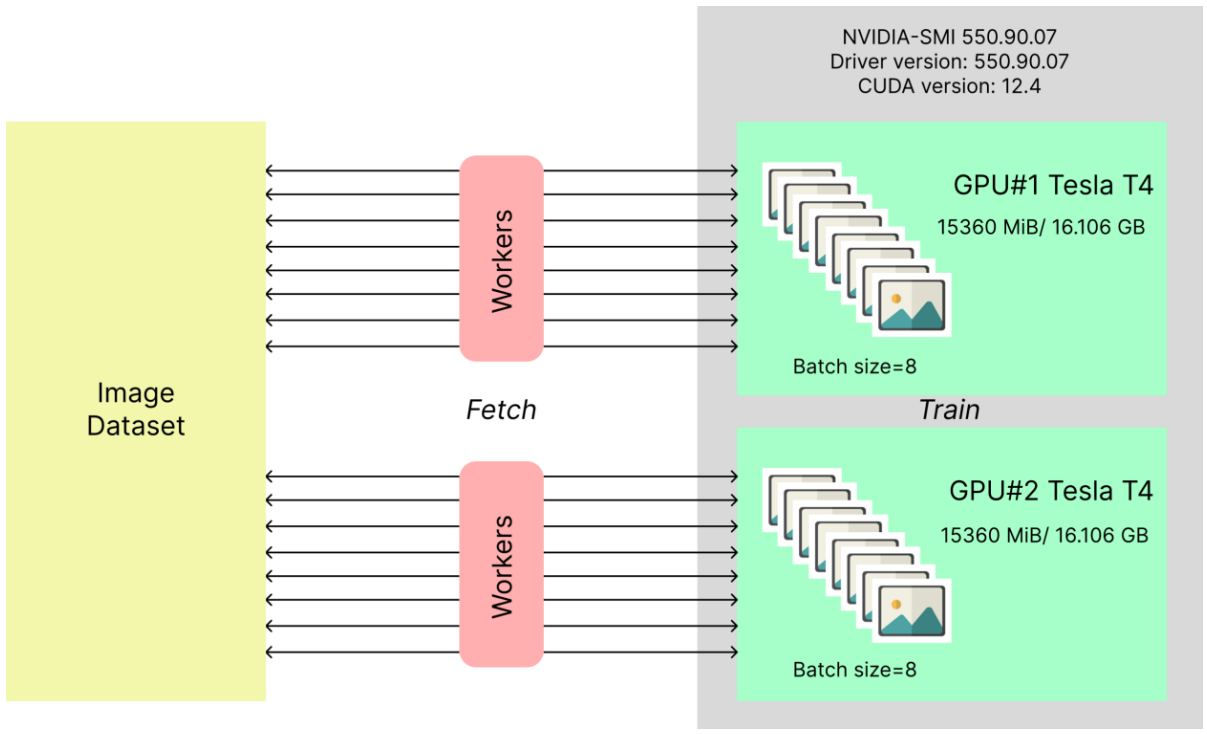 NVIDIA-SMI 550.90.07
Driver version: 550.90.07
CUDA version: 12.4
Image
Dataset
Workers
Fetch
Workers
GPU#1 Tesla T4
15360 MiB/ 16.106 GB
Batch size=8
Train
GPU#2 Tesla T4
15360 MiB/ 16.106 GB
Batch size=8